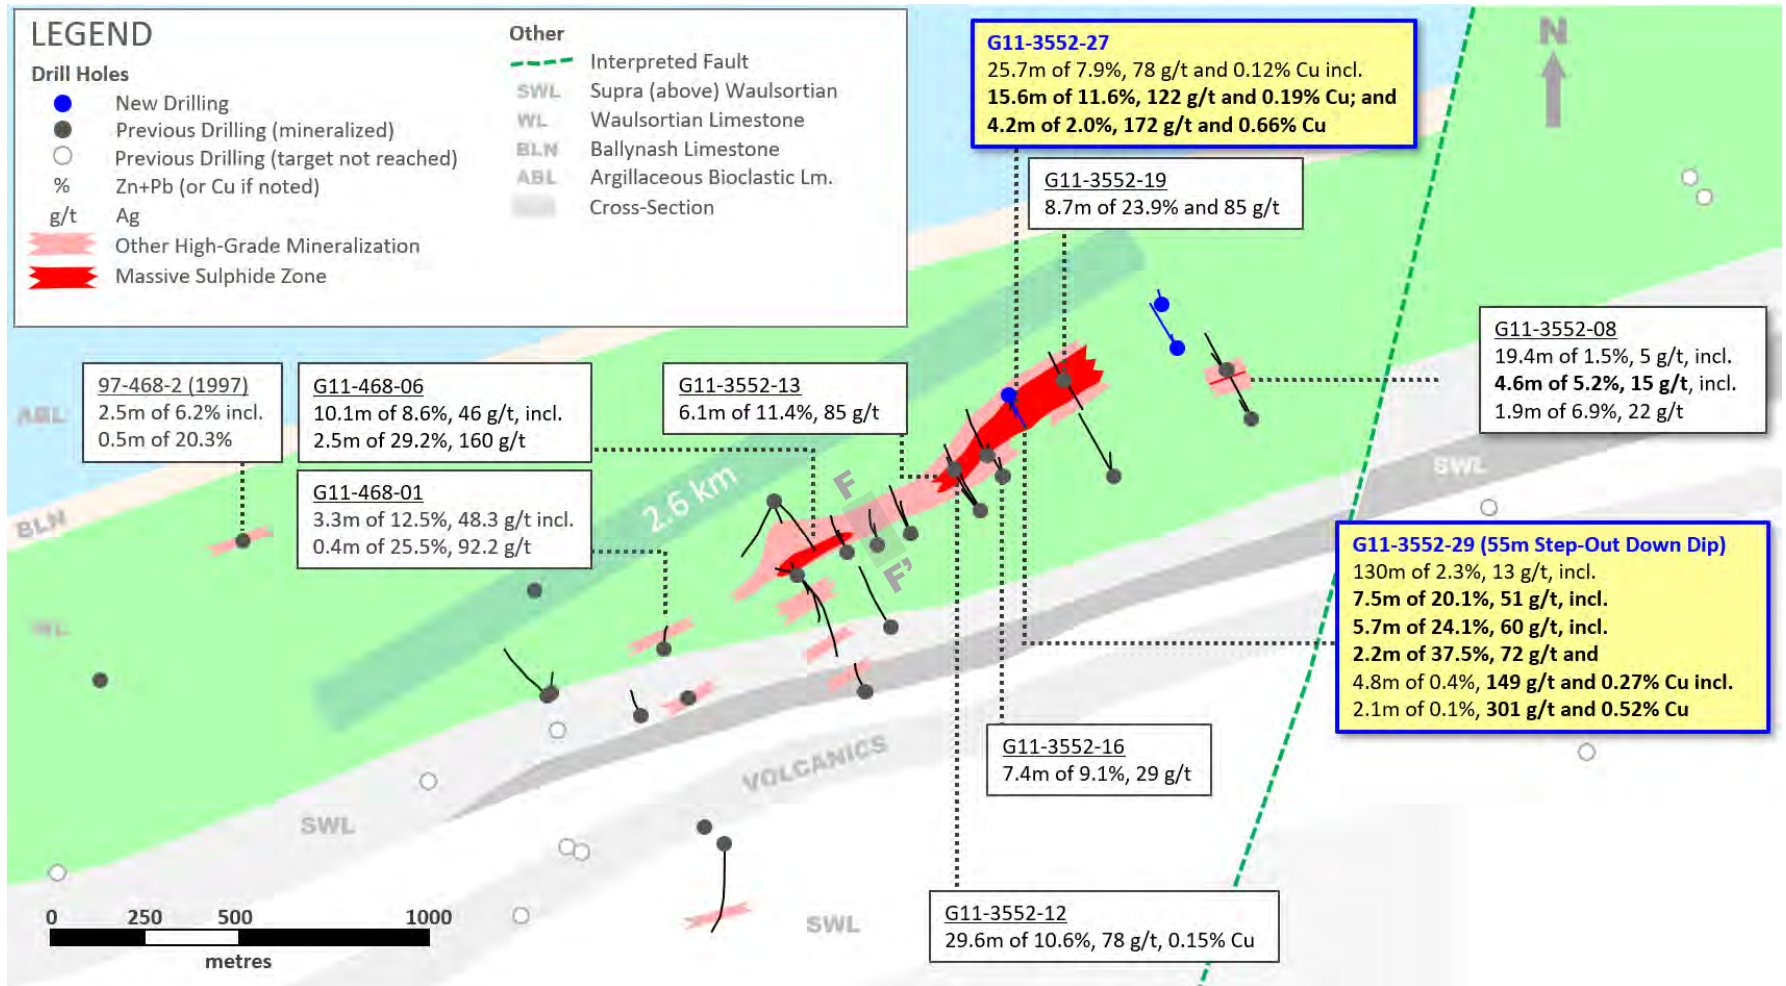 LEGEND
Drill Holes
New Drilling
Previous Drilling (mineralized)
Previous Drilling (target not reached)
% Zn+Pb (or Cu if noted)
g/t Ag
Other High-Grade Mineralization
Massive Sulphide Zone
Other
Interpreted Fault
SWL Supra (above) Waulsortian
WL Waulsortian Limestone
BLN Ballynash Limestone
ABL Argillaceous Bioclastic Lm.
Cross-Section
G11-3552-27
25.7m of 7.9%, 78 g/t and 0.12% Cu incl.
15.6m of 11.6%, 122 g/t and 0.19% Cu; and
4.2m of 2.0%, 172 g/t and 0.66% Cu
N
G11-3552-19
8.7m of 23.9% and 85 g/t
G11-3552-08
19.4m of 1.5%, 5 g/t, incl.
4.6m of 5.2%, 15 g/t, incl.
1.9m of 6.9%, 22 g/t
97-468-2 (1997)
2.5m of 6.2% incl.
0.5m of 20.3%
G11-468-06
10.1m of 8.6%, 46 g/t, incl.
2.5m of 29.2%, 160 g/t
G11-3552-13
6.1m of 11.4%, 85 g/t
G11-468-01
3.3m of 12.5%, 48.3 g/t incl.
0.4m of 25.5%, 92.2 g/t
ABL
BLN
WL
2.6 km
F
F'
SWL
G11-3552-29 (55m Step-Out Down Dip)
130m of 2.3%, 13 g/t, incl.
7.5m of 20.1%, 51 g/t, incl.
5.7m of 24.1%, 60 g/t, incl.
2.2m of 37.5%, 72 g/t and
4.8m of 0.4%, 149 g/t and 0.27% Cu incl.
2.1m of 0.1%, 301 g/t and 0.52% Cu
G11-3552-16
7.4m of 9.1%, 29 g/t
VOLCANICS
SWL
SWL
G11-3552-12
29.6m of 10.6%, 78 g/t, 0.15% Cu
0 250 500 1000
metres